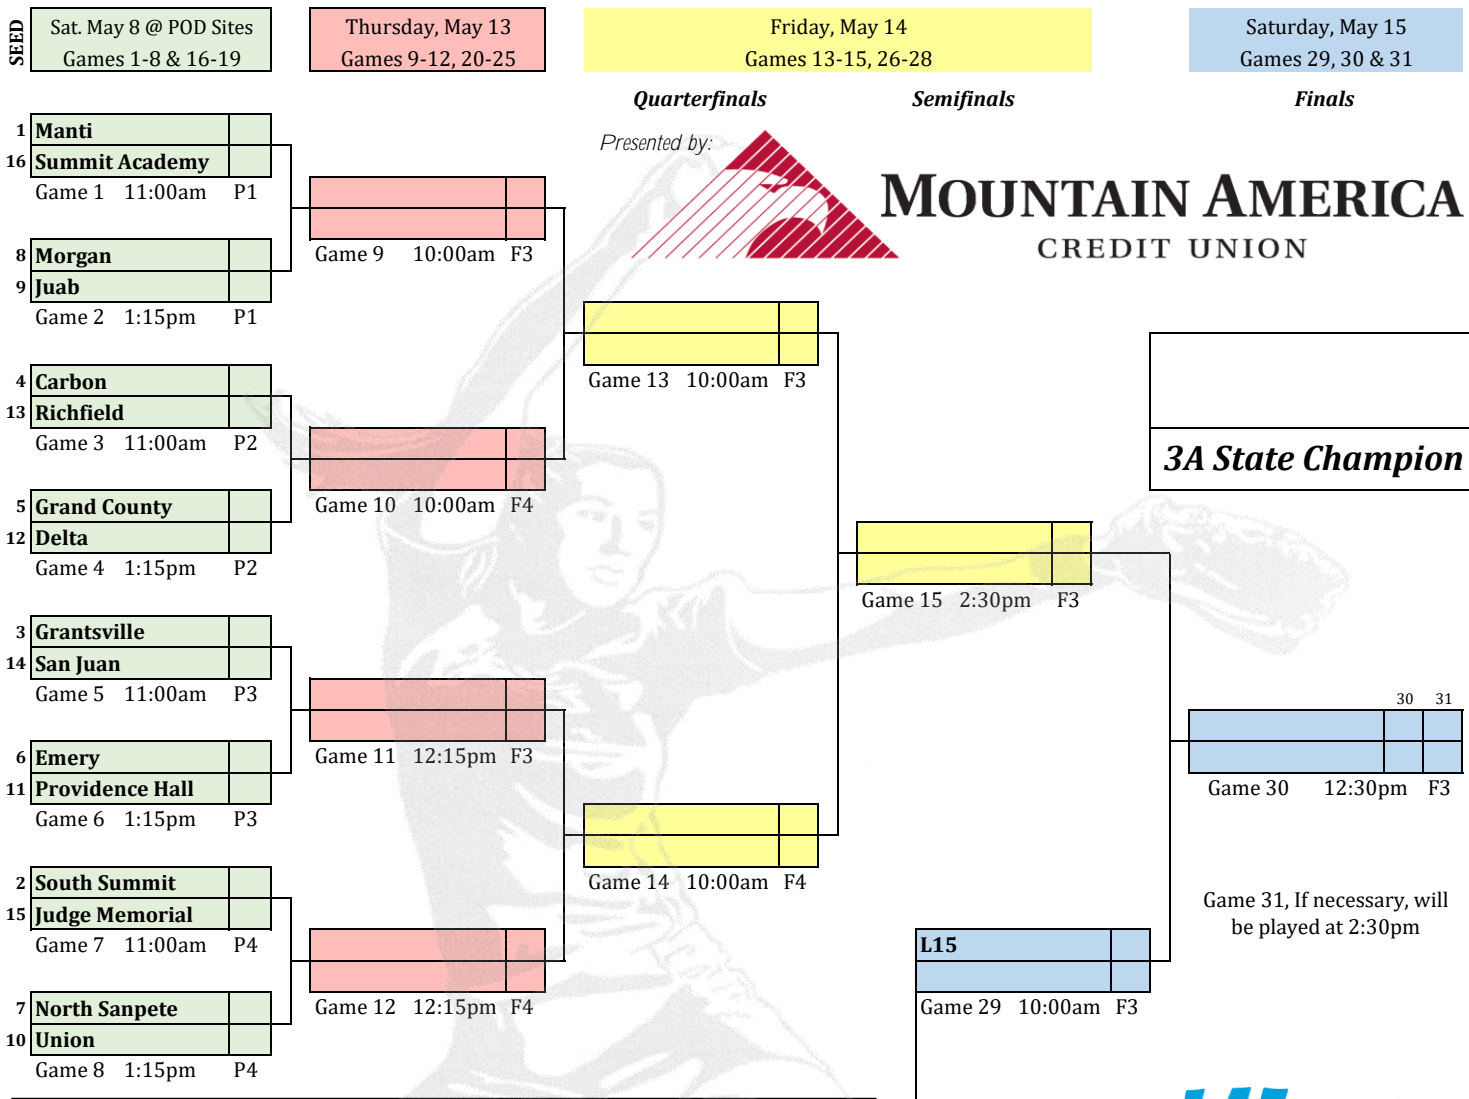 SEED
Sat. May 8 @ POD Sites
Games 1-8 & 16-19
Thursday, May 13
Games 9-12, 20-25
Friday, May 14
Games 13-15, 26-28
Saturday, May 15
Games 29, 30 & 31
Quarterfinals
Semifinals
Finals
Presented by:
MOUNTAIN AMERICA
CREDIT UNION
1 Manti
16 Summit Academy
Game 1 11:00am P1
8 Morgan
9 Juab
Game 2 1:15pm P1
4 Carbon
13 Richfield
Game 3 11:00am P2
5 Grand County
12 Delta
Game 4 1:15pm P2
3 Grantsville
14 San Juan
Game 5 11:00am P3
6 Emery
11 Providence Hall
Game 6 1:15pm P3
2 South Summit
15 Judge Memorial
Game 7 11:00am P4
7 North Sanpete
10 Union
Game 8 1:15pm P4
Game 9 10:00am F3
Game 10 10:00am F4
Game 11 12:15pm F3
Game 12 12:15pm F4
Game 13 10:00am F3
Game 14 10:00am F4
Game 15 2:30pm F3
L15
Game 29 10:00am F3
3A State Champion
30 31
Game 30 12:30pm F3
Game 31, If necessary, will
be played at 2:30pm